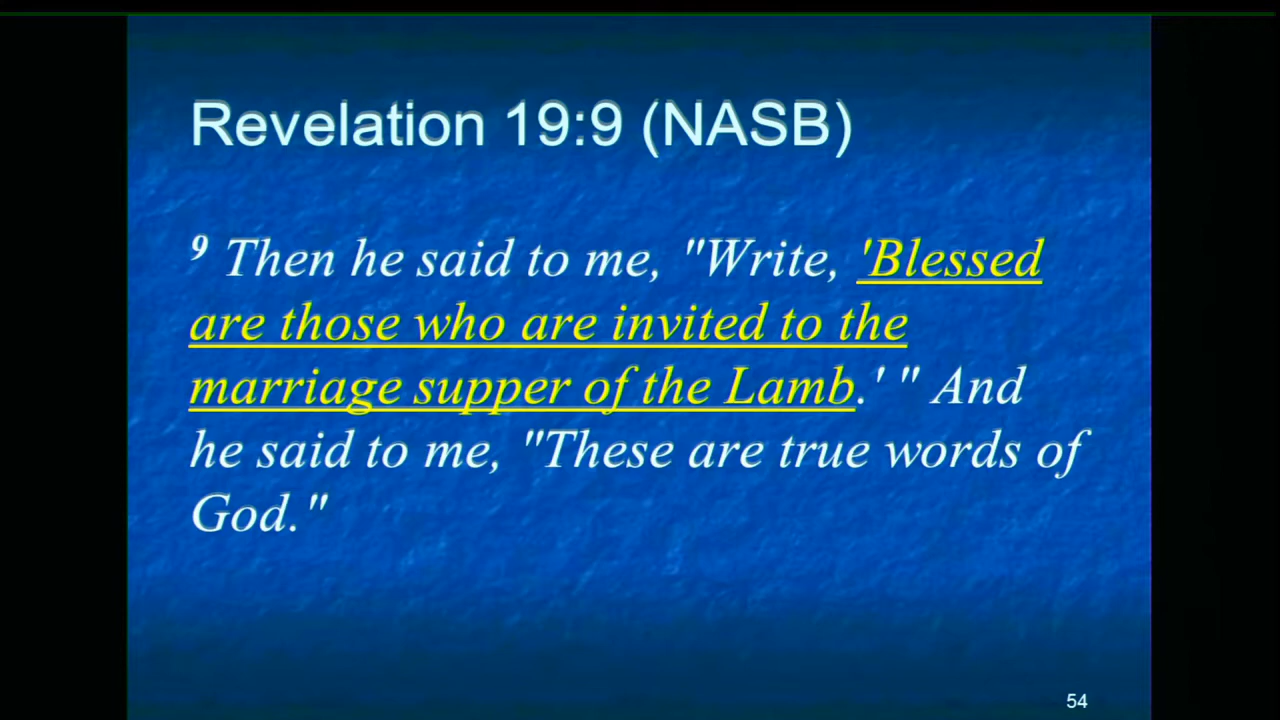 Revelation 19:9 (NASB)
9 Then he said to me, "Write, 'Blessed
are those who are invited to the
marriage supper of the Lamb.' " And
he said to me, "These are true words of
God."
54